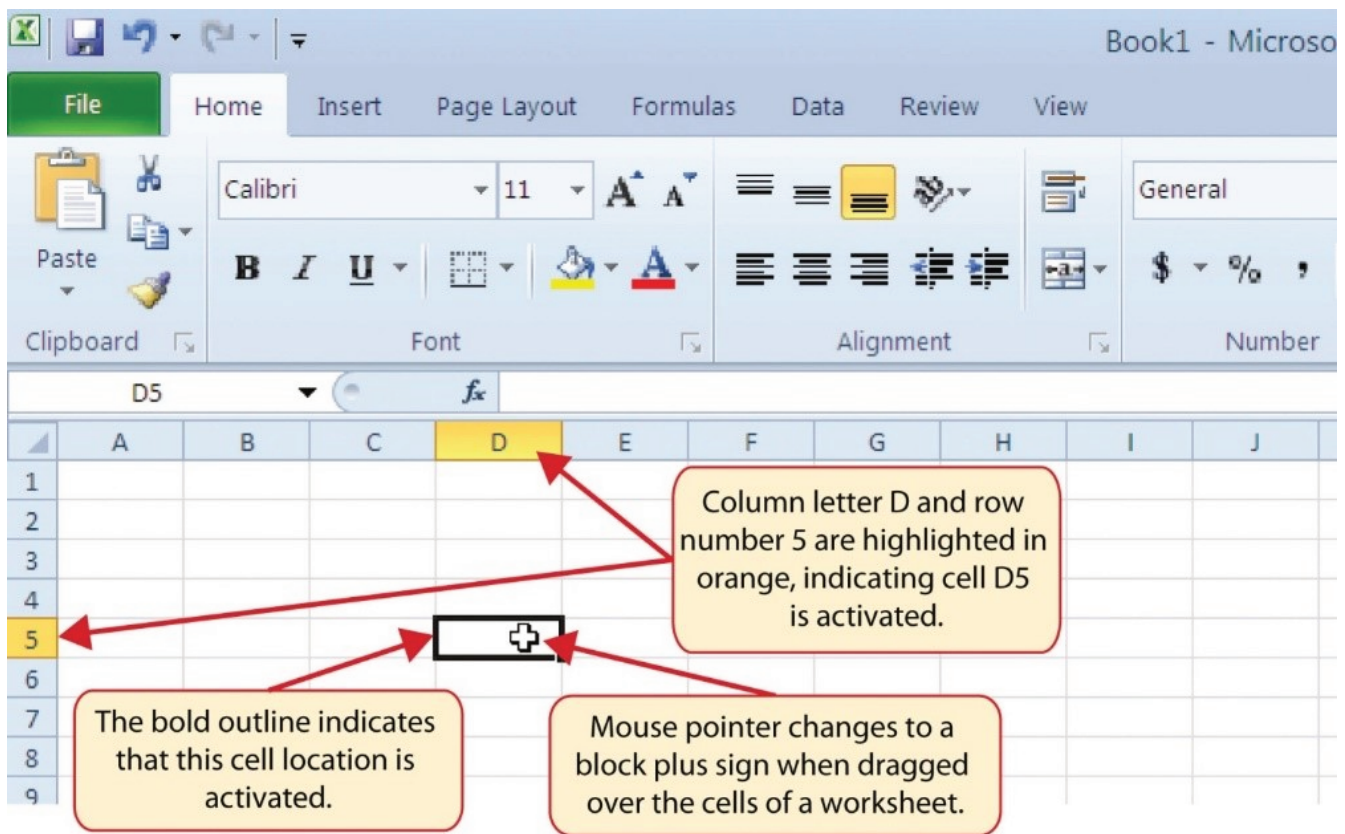 Book1 - Microso
File Home Insert Page Layout Formulas Data Review View
Calibri 11 A A General
Paste B I U A a $ % ,
Clipboard Font Alignment Number
D5 fx
A B C D E F G H I J
1
2
3
4
5
6
7
8
9
Column letter D and row
number 5 are highlighted in
orange, indicating cell D5
is activated.
The bold outline indicates
that this cell location is
activated.
Mouse pointer changes to a
block plus sign when dragged
over the cells of a worksheet.